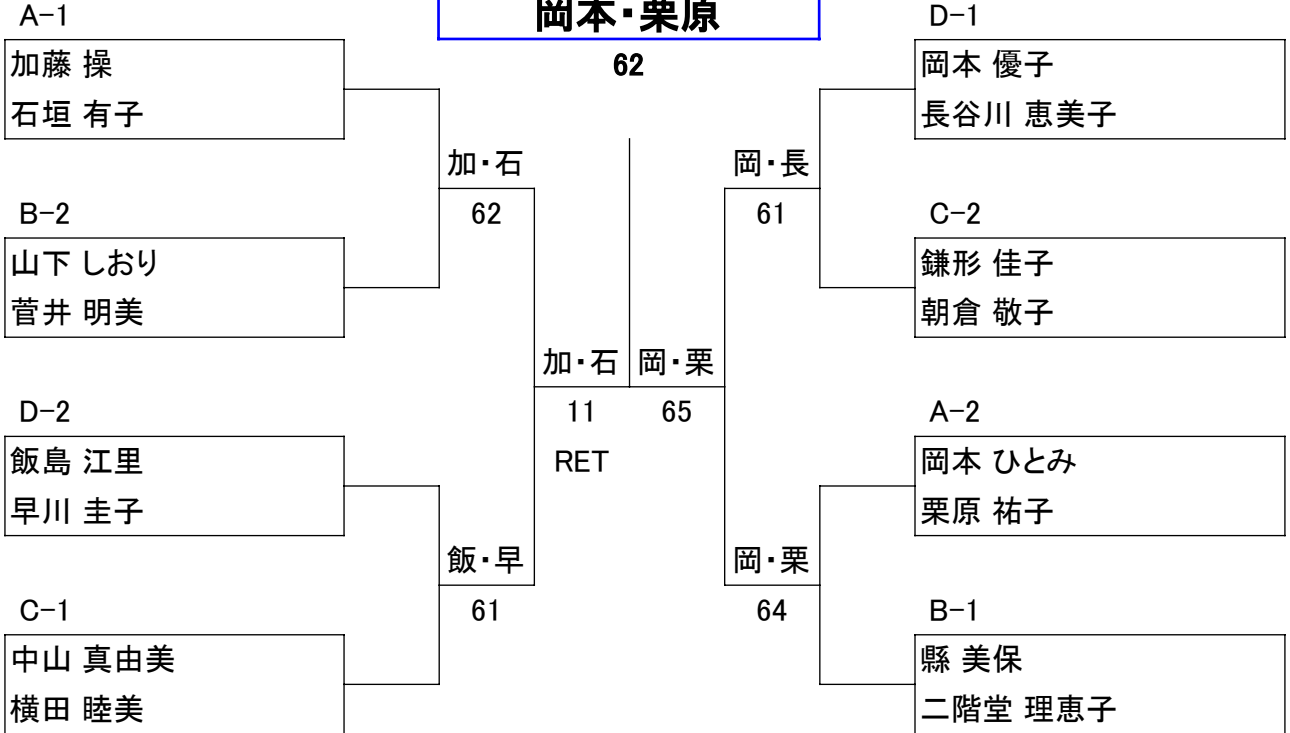 岡本・栗原
62
A-1
加藤 操
石垣 有子
加・石
62
B-2
山下 しおり
菅井 明美
加・石
11
RET
D-2
飯島 江里
早川 圭子
飯・早
61
C-1
中山 真由美
横田 睦美
D-1
岡本 優子
長谷川 恵美子
岡・長
61
C-2
鎌形 佳子
朝倉 敬子
岡・栗
65
A-2
岡本 ひとみ
栗原 祐子
岡・栗
64
B-1
縣 美保
二階堂 理恵子